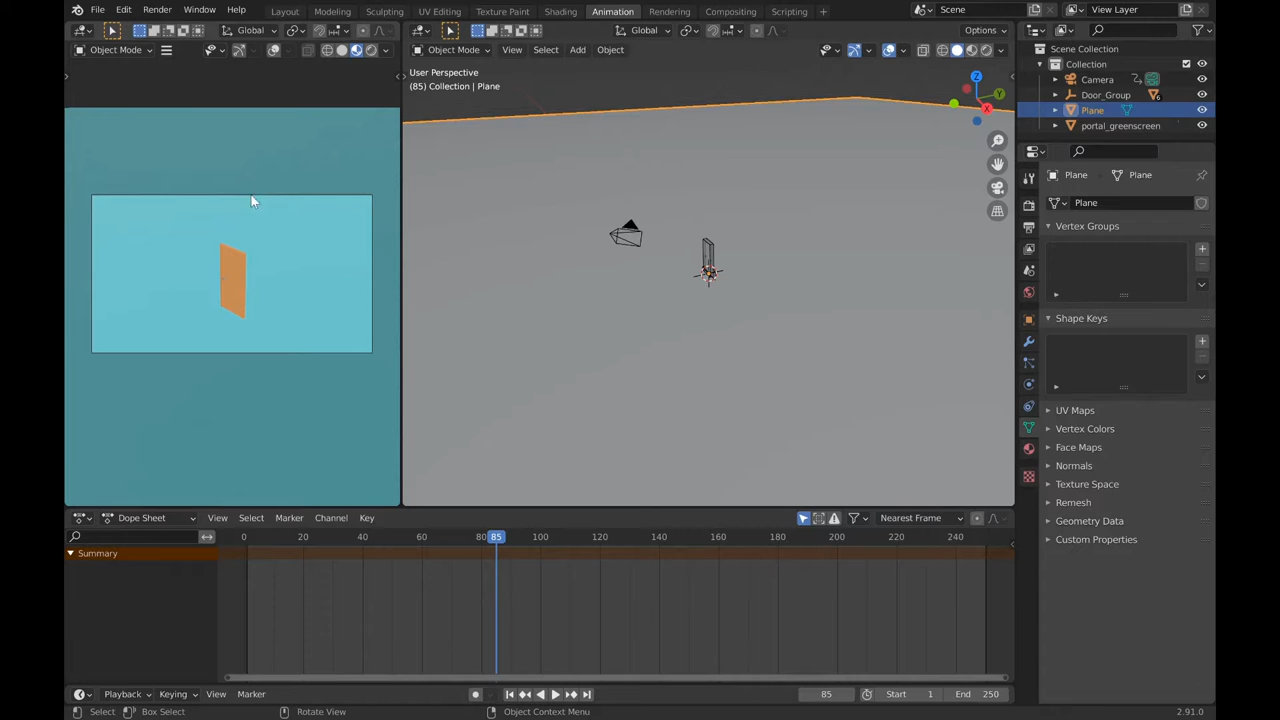 File Edit Render Window Help Layout Modeling Sculpting UV Editing Texture Paint Shading Animation Rendering Compositing Scripting + Scene View Layer
Global Global Options
Object Mode Object Mode View Select Add Object Scene Collection
Collection
User Perspective
(85) Collection | Plane
Z
Y
X
Camera
Door_Group 6
Plane
portal_greenscreen
Plane Plane
Plane
Vertex Groups
Shape Keys
UV Maps
Vertex Colors
Face Maps
Normals
Texture Space
Remesh
Geometry Data
Custom Properties
Dope Sheet View Select Marker Channel Key Nearest Frame
0 20 40 60 80 85 100 120 140 160 180 200 220 240
Summary
Playback Keying View Marker 85 Start 1 End 250
Select Box Select Rotate View Object Context Menu 2.91.0